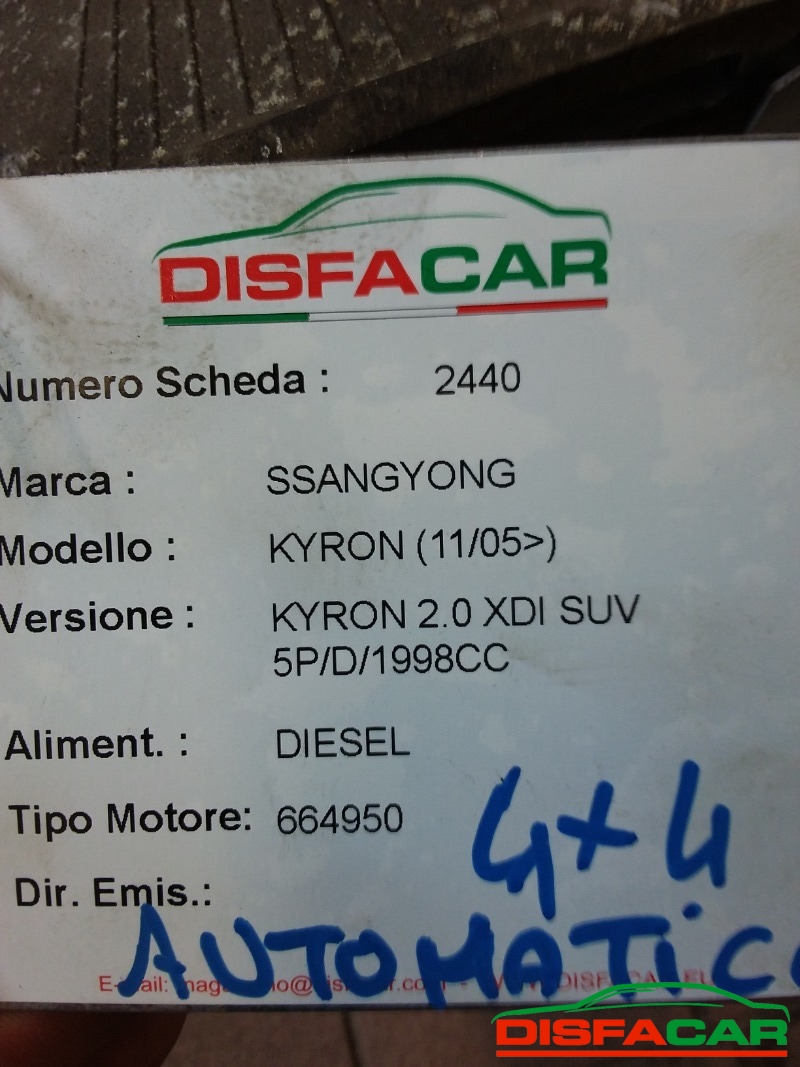 DISFACAR
Numero Scheda : 2440
Marca : SSANGYONG
Modello : KYRON (11/05>)
Versione : KYRON 2.0 XDI SUV
5P/D/1998CC
Aliment. : DIESEL
Tipo Motore: 664950
4x4
Dir. Emis.:
AUTOMATICO
DISFACAR